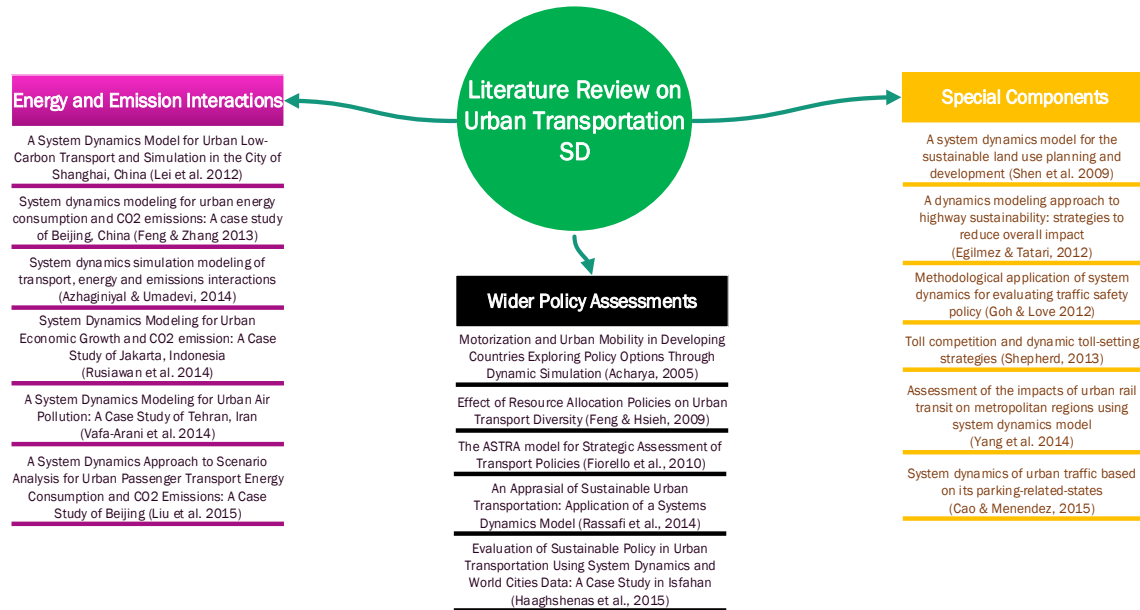 Literature Review on
Urban Transportation
SD
Energy and Emission Interactions
A System Dynamics Model for Urban Low-
Carbon Transport and Simulation in the City of
Shanghai, China (Lei et al. 2012)
System dynamics modeling for urban energy
consumption and CO2 emissions: A case study
of Beijing, China (Feng & Zhang 2013)
System dynamics simulation modeling of
transport, energy and emissions interactions
(Azhaginiyal & Umadevi, 2014)
System Dynamics Modeling for Urban
Economic Growth and CO2 emission: A Case
Study of Jakarta, Indonesia
(Rusiawan et al. 2014)
A System Dynamics Modeling for Urban Air
Pollution: A Case Study of Tehran, Iran
(Vafa-Arani et al. 2014)
A System Dynamics Approach to Scenario
Analysis for Urban Passenger Transport Energy
Consumption and CO2 Emissions: A Case
Study of Beijing (Liu et al. 2015)
Wider Policy Assessments
Motorization and Urban Mobility in Developing
Countries Exploring Policy Options Through
Dynamic Simulation (Acharya, 2005)
Effect of Resource Allocation Policies on Urban
Transport Diversity (Feng & Hsieh, 2009)
The ASTRA model for Strategic Assessment of
Transport Policies (Fiorello et al., 2010)
An Apprasial of Sustainable Urban
Transportation: Application of a Systems
Dynamics Model (Rassafi et al., 2014)
Evaluation of Sustainable Policy in Urban
Transportation Using System Dynamics and
World Cities Data: A Case Study in Isfahan
(Haaghshenas et al., 2015)
Special Components
A system dynamics model for the
sustainable land use planning and
development (Shen et al. 2009)
A dynamics modeling approach to
highway sustainability: strategies to
reduce overall impact
(Egilmez & Tatari, 2012)
Methodological application of system
dynamics for evaluating traffic safety
policy (Goh & Love 2012)
Toll competition and dynamic toll-setting
strategies (Shepherd, 2013)
Assessment of the impacts of urban rail
transit on metropolitan regions using
system dynamics model
(Yang et al. 2014)
System dynamics of urban traffic based
on its parking-related-states
(Cao & Menendez, 2015)